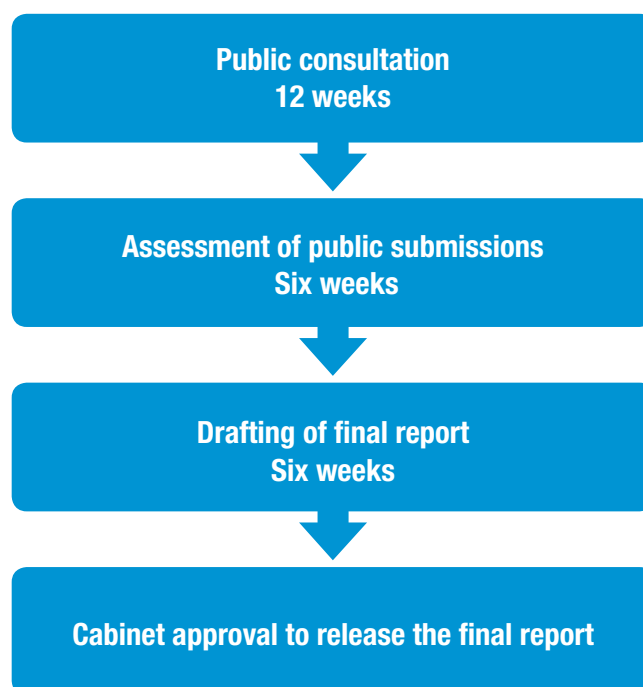 Public consultation
12 weeks
Assessment of public submissions
Six weeks
Drafting of final report
Six weeks
Cabinet approval to release the final report